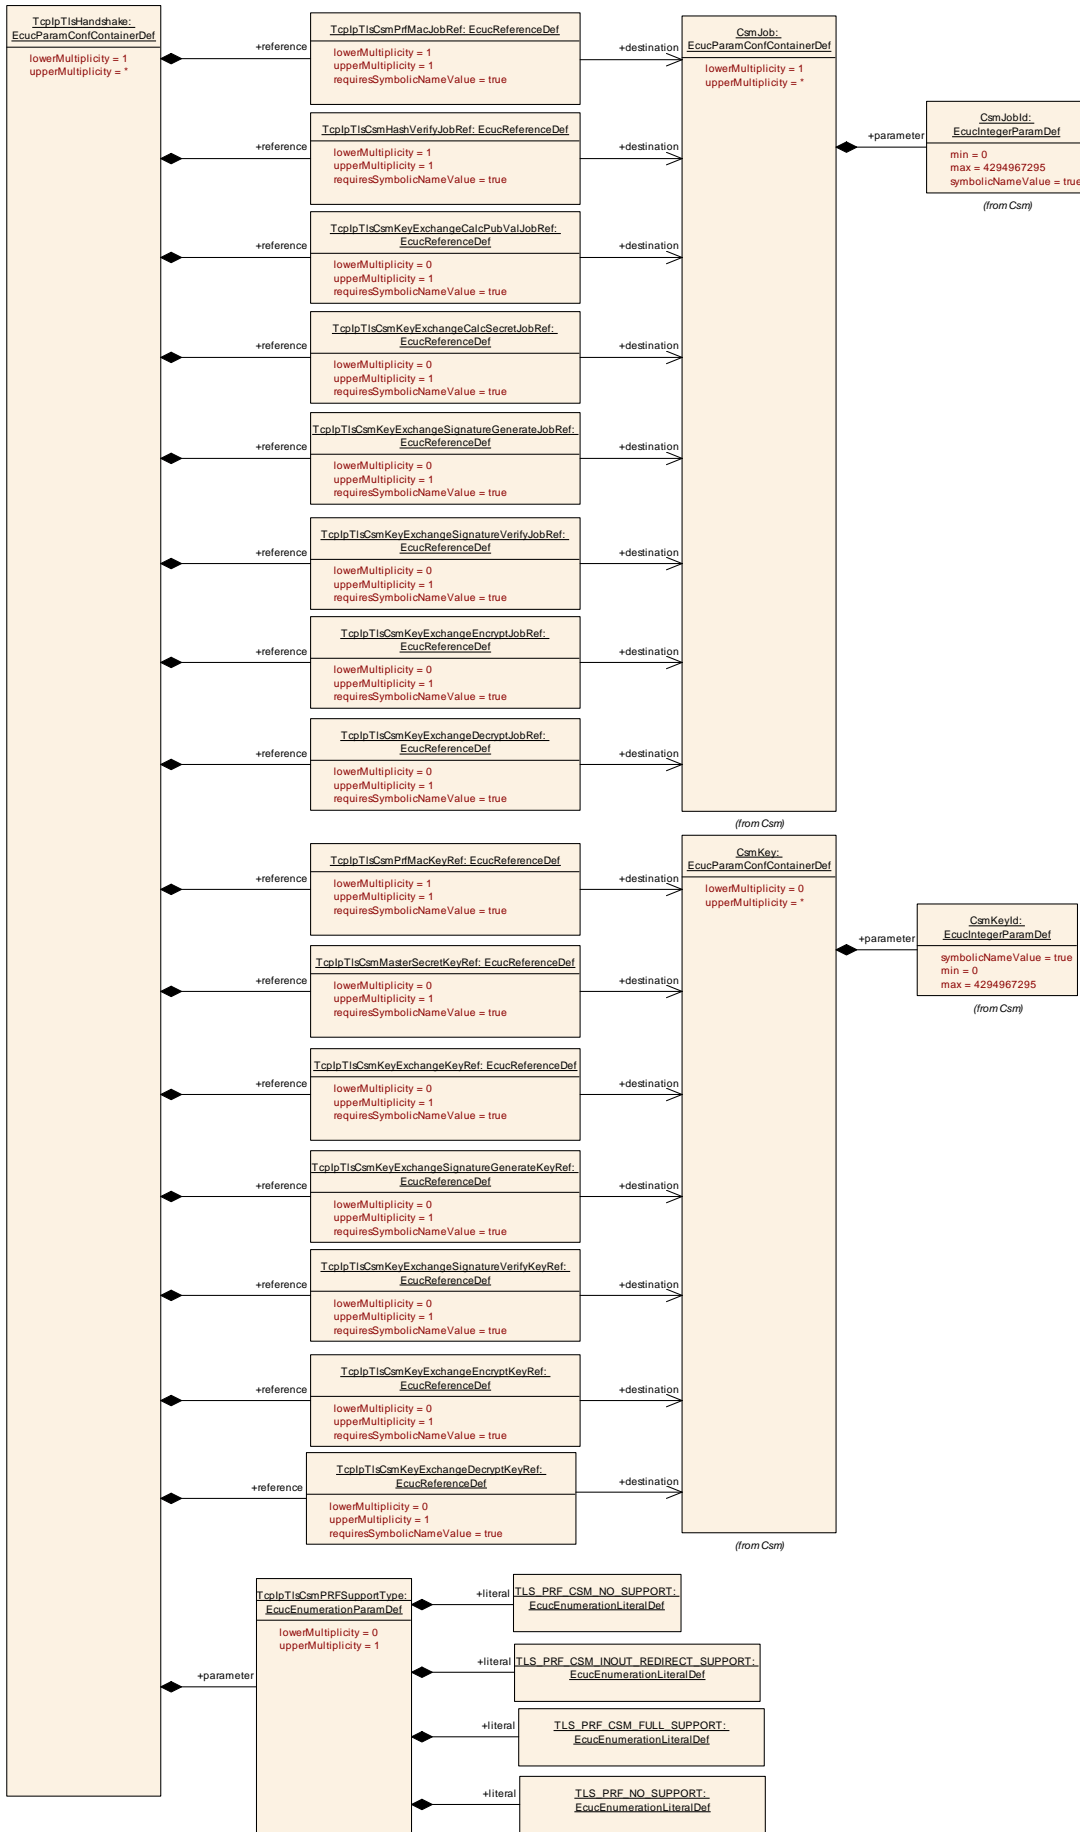 TcpIpTlsHandshake:
EcucParamConfContainerDef
lowerMultiplicity = 1
upperMultiplicity = *
+reference
TcpIpTlsCsmPrfMacJobRef: EcucReferenceDef
lowerMultiplicity = 1
upperMultiplicity = 1
requiresSymbolicNameValue = true
+destination
CsmJob:
EcucParamConfContainerDef
lowerMultiplicity = 1
upperMultiplicity = *
+parameter
CsmJobId:
EcucIntegerParamDef
min = 0
max = 4294967295
symbolicNameValue = true
(from Csm)
+reference
TcpIpTlsCsmHashVerifyJobRef: EcucReferenceDef
lowerMultiplicity = 1
upperMultiplicity = 1
requiresSymbolicNameValue = true
+destination
+reference
TcpIpTlsCsmKeyExchangeCalcPubValJobRef:
EcucReferenceDef
lowerMultiplicity = 0
upperMultiplicity = 1
requiresSymbolicNameValue = true
+destination
+reference
TcpIpTlsCsmKeyExchangeCalcSecretJobRef:
EcucReferenceDef
lowerMultiplicity = 0
upperMultiplicity = 1
requiresSymbolicNameValue = true
+destination
+reference
TcpIpTlsCsmKeyExchangeSignatureGenerateJobRef:
EcucReferenceDef
lowerMultiplicity = 0
upperMultiplicity = 1
requiresSymbolicNameValue = true
+destination
+reference
TcpIpTlsCsmKeyExchangeSignatureVerifyJobRef:
EcucReferenceDef
lowerMultiplicity = 0
upperMultiplicity = 1
requiresSymbolicNameValue = true
+destination
+reference
TcpIpTlsCsmKeyExchangeEncryptJobRef:
EcucReferenceDef
lowerMultiplicity = 0
upperMultiplicity = 1
requiresSymbolicNameValue = true
+destination
+reference
TcpIpTlsCsmKeyExchangeDecryptJobRef:
EcucReferenceDef
lowerMultiplicity = 0
upperMultiplicity = 1
requiresSymbolicNameValue = true
+destination
(from Csm)
+reference
TcpIpTlsCsmPrfMacKeyRef: EcucReferenceDef
lowerMultiplicity = 1
upperMultiplicity = 1
requiresSymbolicNameValue = true
+destination
CsmKey:
EcucParamConfContainerDef
lowerMultiplicity = 0
upperMultiplicity = *
+parameter
CsmKeyId:
EcucIntegerParamDef
symbolicNameValue = true
min = 0
max = 4294967295
(from Csm)
+reference
TcpIpTlsCsmMasterSecretKeyRef: EcucReferenceDef
lowerMultiplicity = 0
upperMultiplicity = 1
requiresSymbolicNameValue = true
+destination
+reference
TcpIpTlsCsmKeyExchangeKeyRef: EcucReferenceDef
lowerMultiplicity = 0
upperMultiplicity = 1
requiresSymbolicNameValue = true
+destination
+reference
TcpIpTlsCsmKeyExchangeSignatureGenerateKeyRef:
EcucReferenceDef
lowerMultiplicity = 0
upperMultiplicity = 1
requiresSymbolicNameValue = true
+destination
+reference
TcpIpTlsCsmKeyExchangeSignatureVerifyKeyRef:
EcucReferenceDef
lowerMultiplicity = 0
upperMultiplicity = 1
requiresSymbolicNameValue = true
+destination
+reference
TcpIpTlsCsmKeyExchangeEncryptKeyRef:
EcucReferenceDef
lowerMultiplicity = 0
upperMultiplicity = 1
requiresSymbolicNameValue = true
+destination
+reference
TcpIpTlsCsmKeyExchangeDecryptKeyRef:
EcucReferenceDef
lowerMultiplicity = 0
upperMultiplicity = 1
requiresSymbolicNameValue = true
+destination
(from Csm)
+parameter
TcpIpTlsCsmPRFSupportType:
EcucEnumerationParamDef
lowerMultiplicity = 0
upperMultiplicity = 1
+literal
TLS_PRF_CSM_NO_SUPPORT:
EcucEnumerationLiteralDef
+literal
TLS_PRF_CSM_INOUT_REDIRECT_SUPPORT:
EcucEnumerationLiteralDef
+literal
TLS_PRF_CSM_FULL_SUPPORT:
EcucEnumerationLiteralDef
+literal
TLS_PRF_NO_SUPPORT:
EcucEnumerationLiteralDef